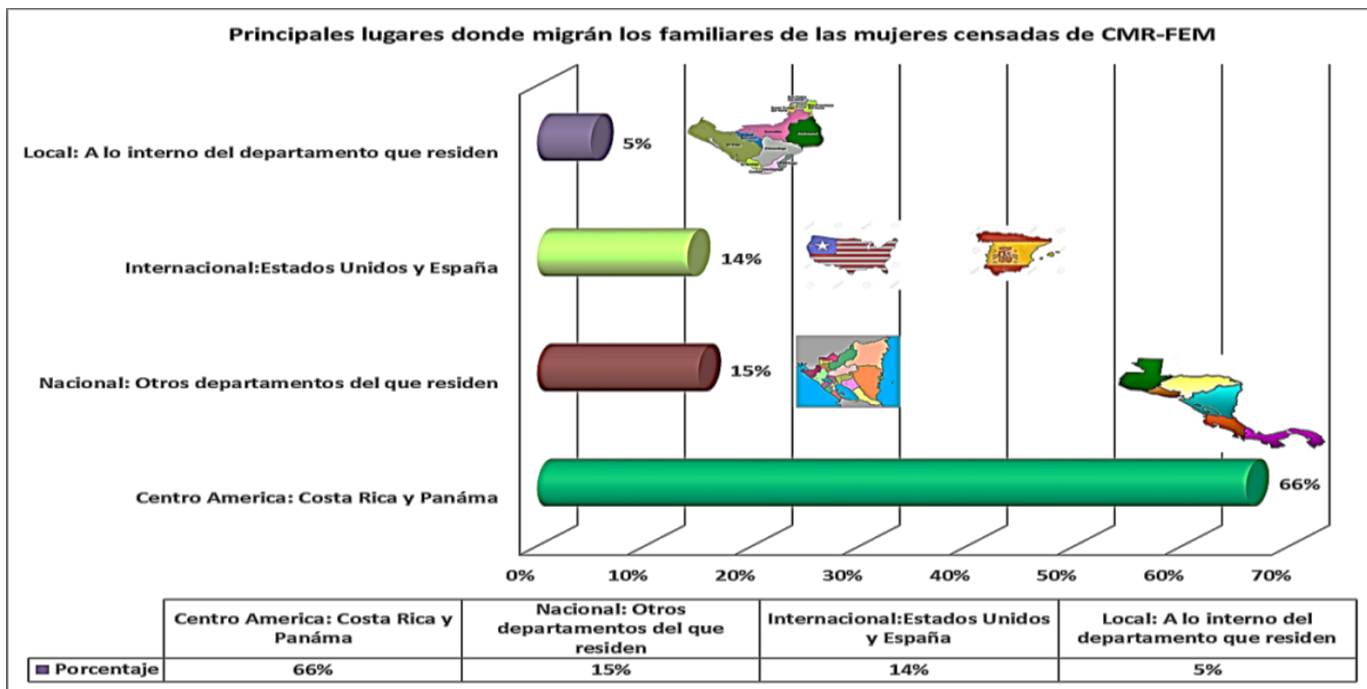 Principales lugares donde migrán los familiares de las mujeres censadas de CMR-FEM
Local: A lo interno del departamento que residen
5%
Internacional:Estados Unidos y España
14%
Nacional: Otros departamentos del que residen
15%
Centro America: Costa Rica y Panáma
66%
0% 10% 20% 30% 40% 50% 60% 70%
Centro America: Costa Rica y
Panáma
Nacional: Otros
departamentos del que
residen
Internacional:Estados Unidos
y España
Local: A lo interno del
departamento que residen
Porcentaje 66% 15% 14% 5%